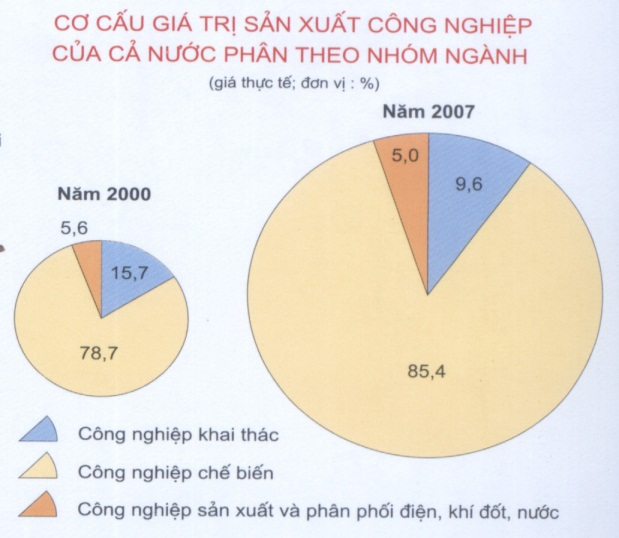 CƠ CẤU GIÁ TRỊ SẢN XUẤT CÔNG NGHIỆP
CỦA CẢ NƯỚC PHÂN THEO NHÓM NGÀNH
(giá thực tế; đơn vị : %)
Năm 2007
5,0
9,6
85,4
Năm 2000
5,6
15,7
78,7
Công nghiệp khai thác
Công nghiệp chế biến
Công nghiệp sản xuất và phân phối điện, khí đốt, nước